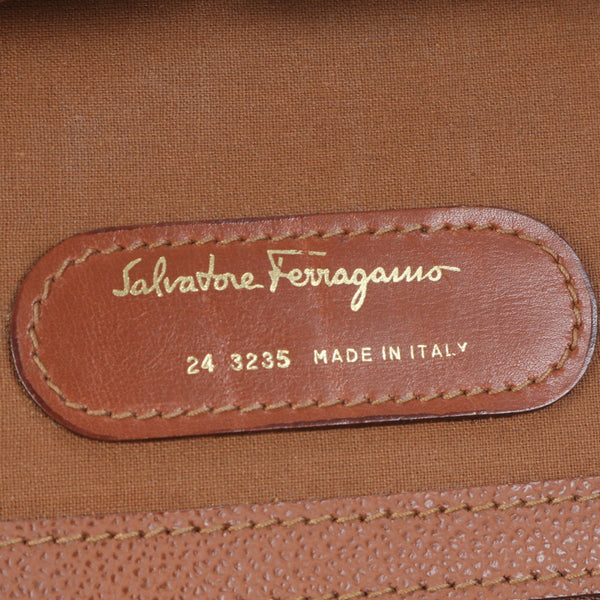 Salvatore Ferragamo
24 3235 MADE IN ITALY